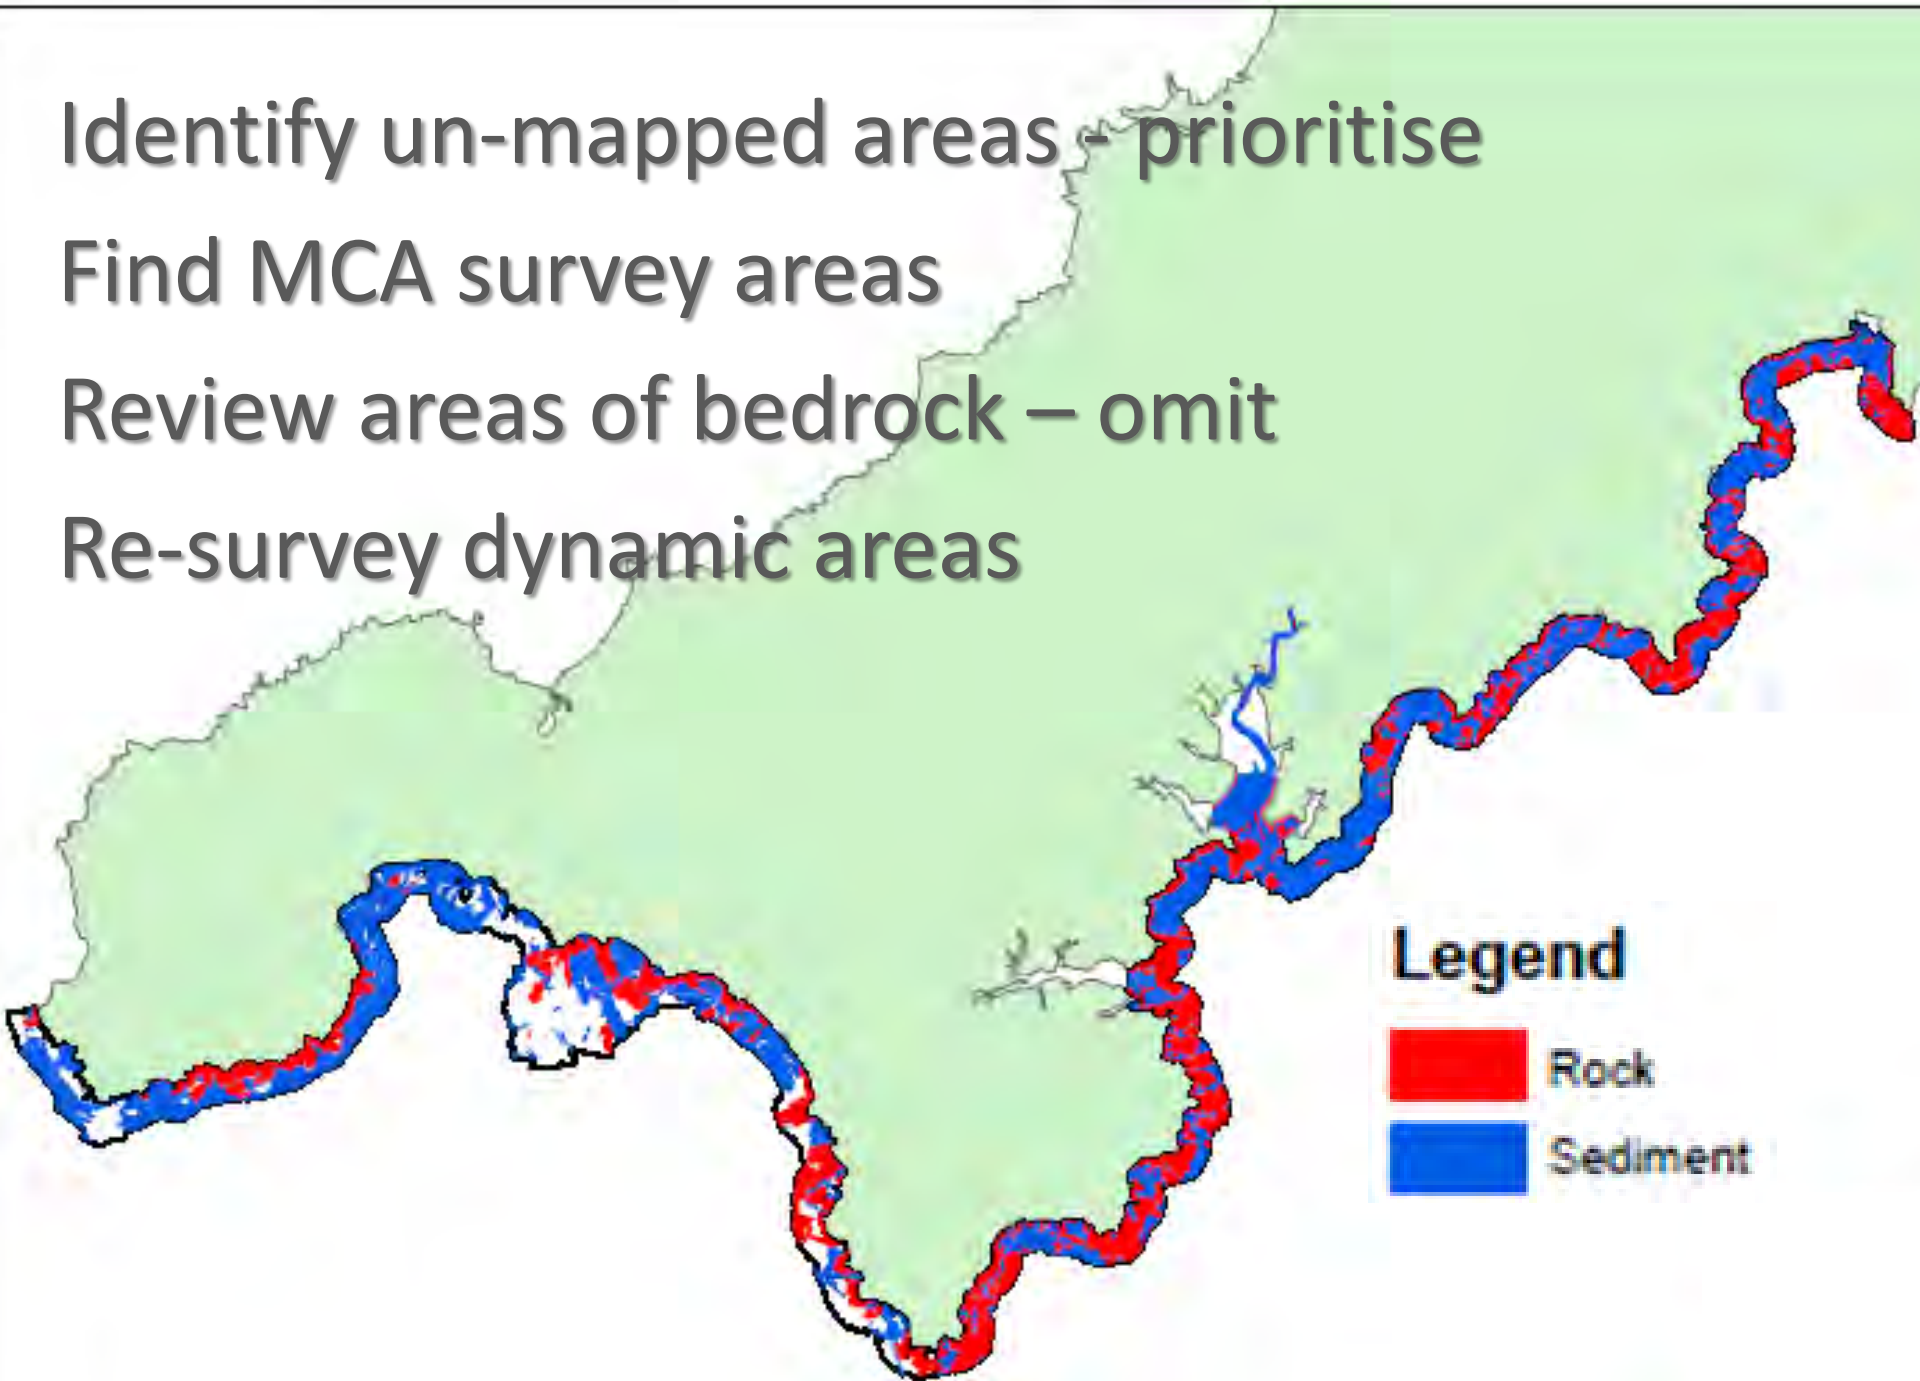 Identify un-mapped areas - prioritise
Find MCA survey areas
Review areas of bedrock – omit
Re-survey dynamic areas
Legend
Rock
Sediment